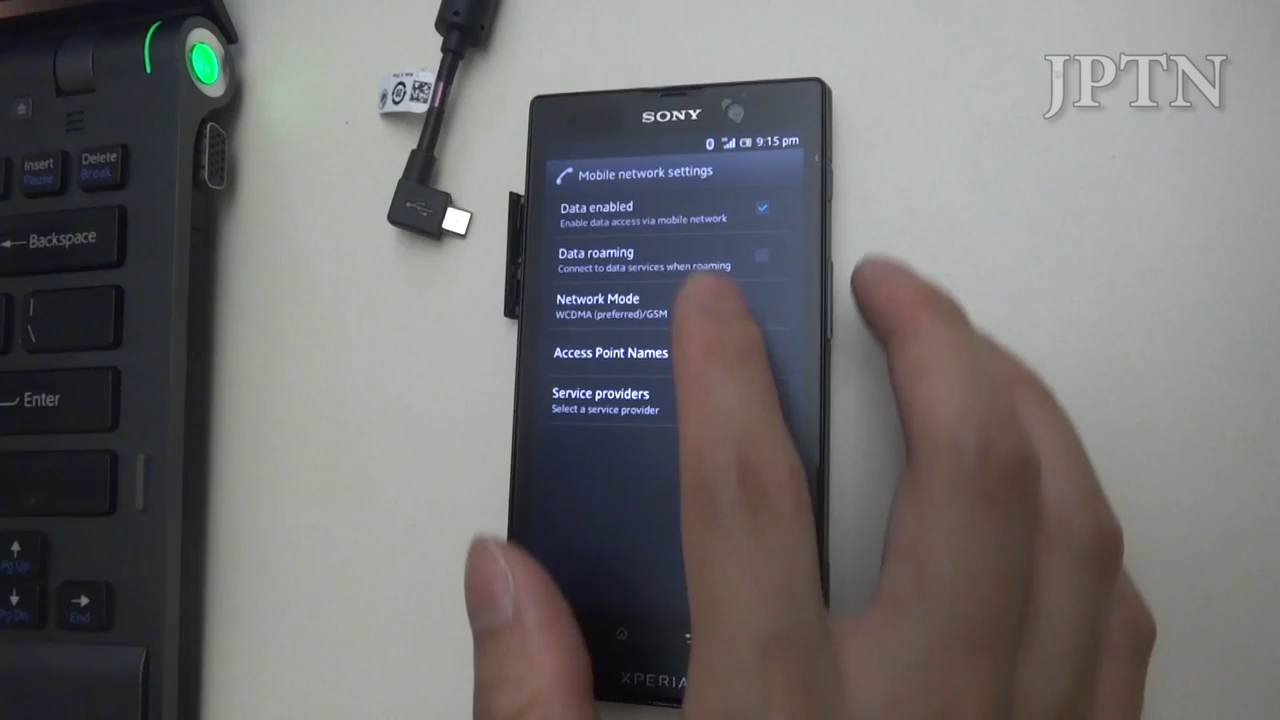 JPTN
SONY
9:15 pm
Mobile network settings
Data enabled
Enable data access via mobile network
Data roaming
Connect to data services when roaming
Network Mode
WCDMA (preferred)/GSM
Access Point Names
Service providers
Select a service provider
XPERIA
Insert
Pause
Delete
Break
Backspace
Enter
Pg Up
Pg Dn
End